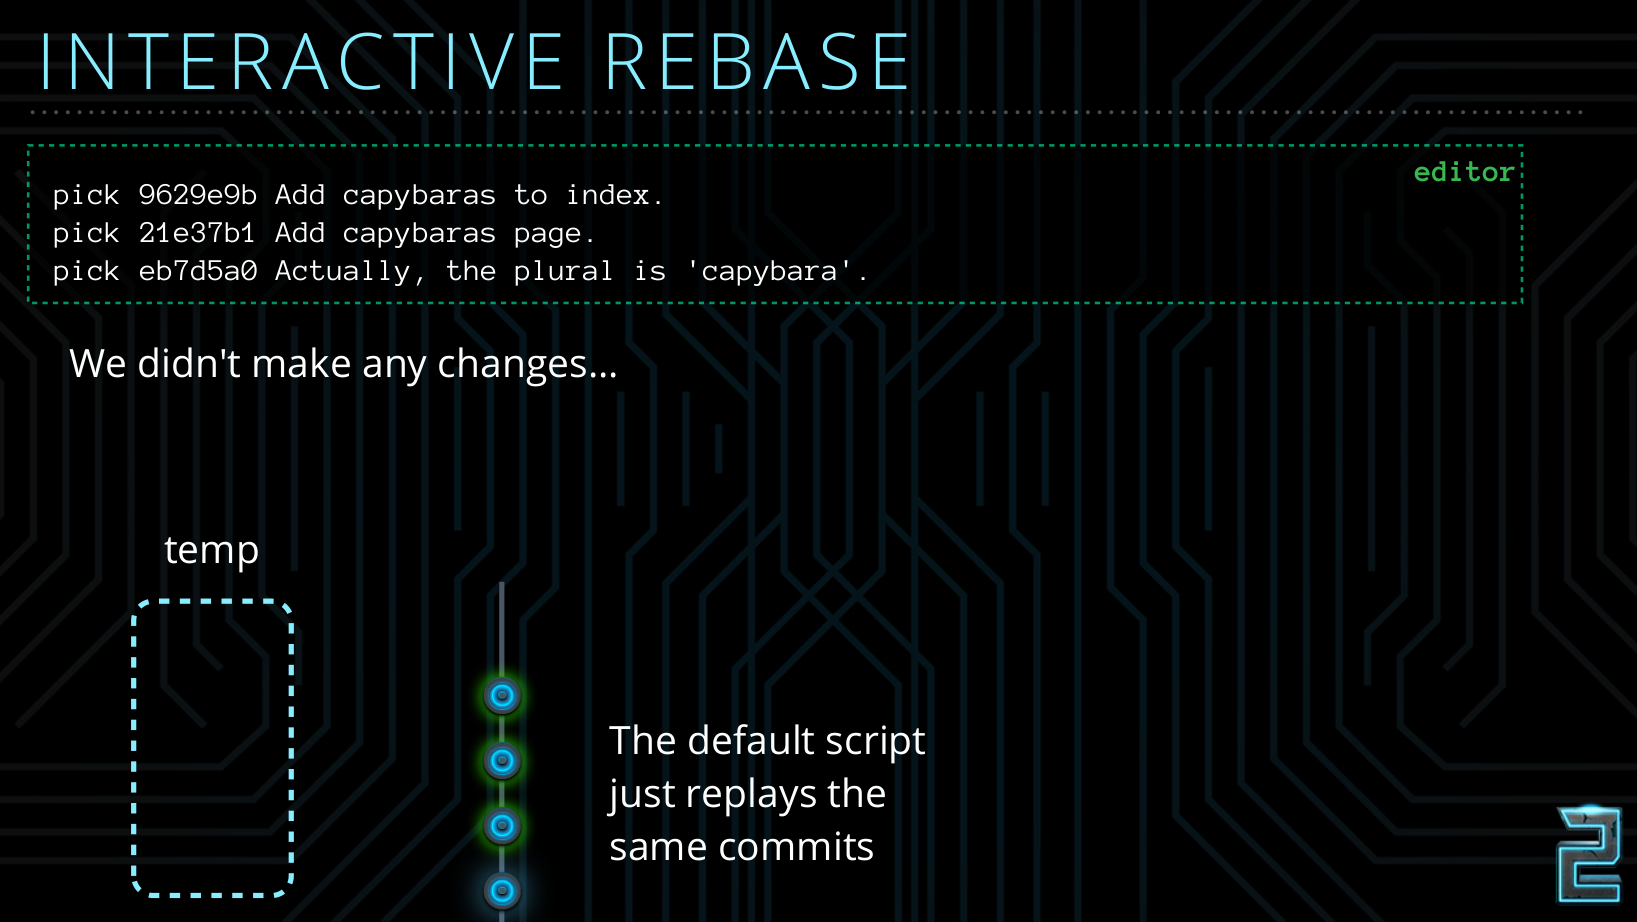 INTERACTIVE REBASE
editor
pick 9629e9b Add capybaras to index.
pick 21e37b1 Add capybaras page.
pick eb7d5a0 Actually, the plural is 'capybara'.
We didn't make any changes...
temp
The default script
just replays the
same commits
2